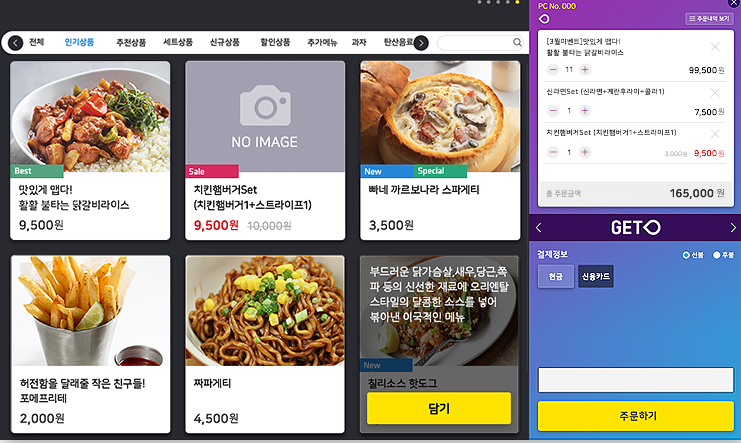 전체 인기상품 추천상품 세트상품 신규상품 할인상품 추가메뉴 과자 탄산음료
Best
맛있게 맵다!
활활 불타는 닭갈비라이스
9,500원
NO IMAGE
Sale
치킨햄버거Set
(치킨햄버거1+스트라이프1)
9,500원 10,000원
New Special
빠네 까르보나라 스파게티
3,500원
허전함을 달래줄 작은 친구들!
포메프리테
2,000원
짜파게티
4,500원
부드러운 닭가슴살,새우,당근,쪽
파 등의 신선한 재료에 오리엔탈
스타일의 달콤한 소스를 넣어
볶아낸 이국적인 메뉴
New
칠리소스 핫도그
담기
PC No. 000
주문내역 보기
[3월이벤트]맛있게 맵다!
활활 불타는 닭갈비라이스
11 99,500원
신라면Set (신라면+계란후라이+콜라1)
1 7,500원
치킨햄버거Set (치킨햄버거1+스트라이프1)
1 3,000원 9,500원
총 주문금액 165,000 원
GETO
결제정보 선불 후불
현금 신용카드
주문하기